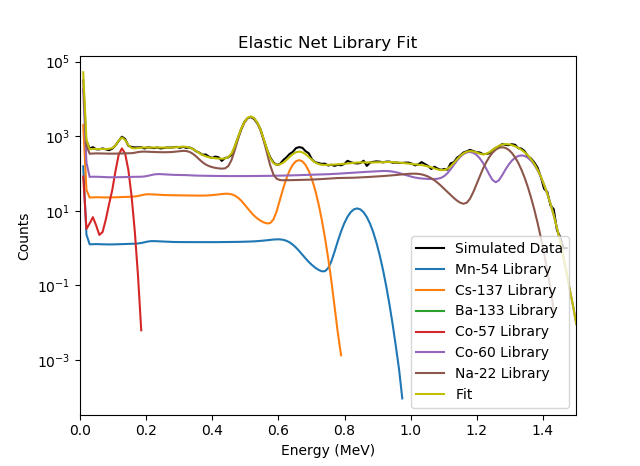 Elastic Net Library Fit
Counts
10^5
10^3
10^1
10^−1
10^−3
0.0 0.2 0.4 0.6 0.8 1.0 1.2 1.4
Energy (MeV)
Simulated Data
Mn-54 Library
Cs-137 Library
Ba-133 Library
Co-57 Library
Co-60 Library
Na-22 Library
Fit